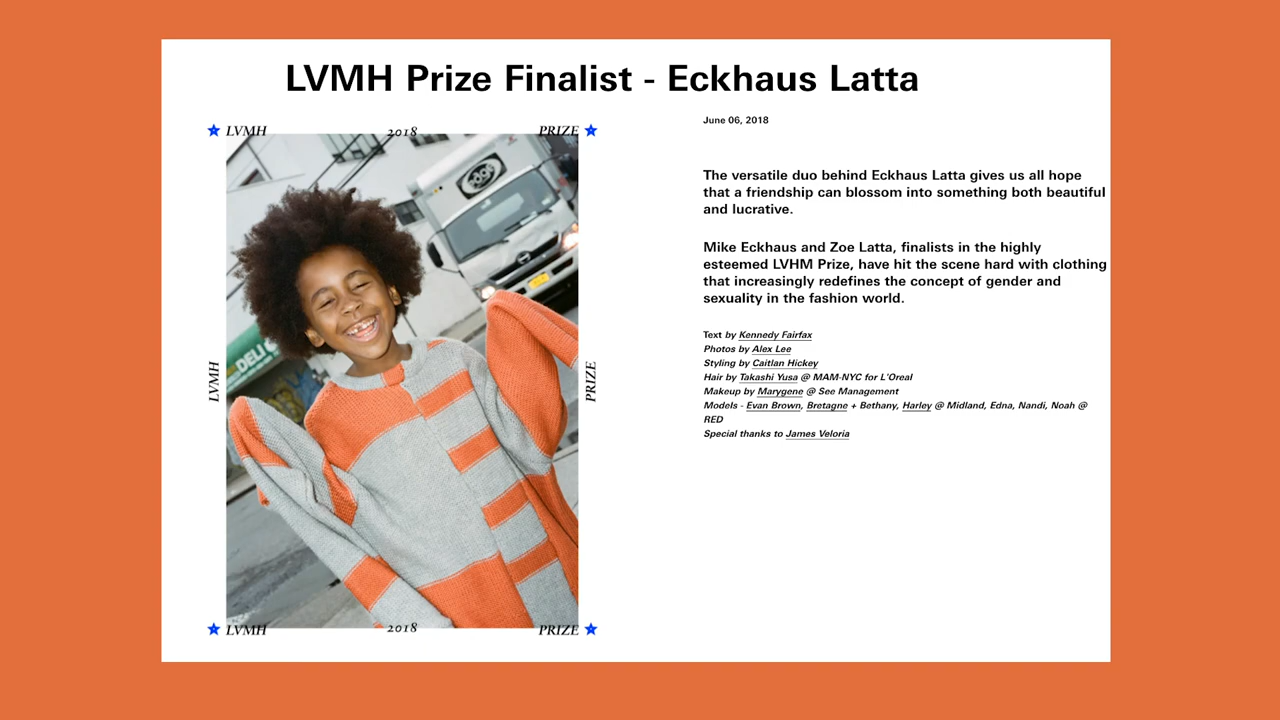 LVMH Prize Finalist - Eckhaus Latta
LVMH 2018 PRIZE
June 06, 2018
The versatile duo behind Eckhaus Latta gives us all hope
that a friendship can blossom into something both beautiful
and lucrative.
Mike Eckhaus and Zoe Latta, finalists in the highly
esteemed LVHM Prize, have hit the scene hard with clothing
that increasingly redefines the concept of gender and
sexuality in the fashion world.
Text by Kennedy Fairfax
Photos by Alex Lee
Styling by Caitlan Hickey
Hair by Takashi Yusa @ MAM-NYC for L'Oreal
Makeup by Marygene @ See Management
Models - Evan Brown, Bretagne + Bethany, Harley @ Midland, Edna, Nandi, Noah @
RED
Special thanks to James Veloria
DELI
LVMH
PRIZE
LVMH 2018 PRIZE